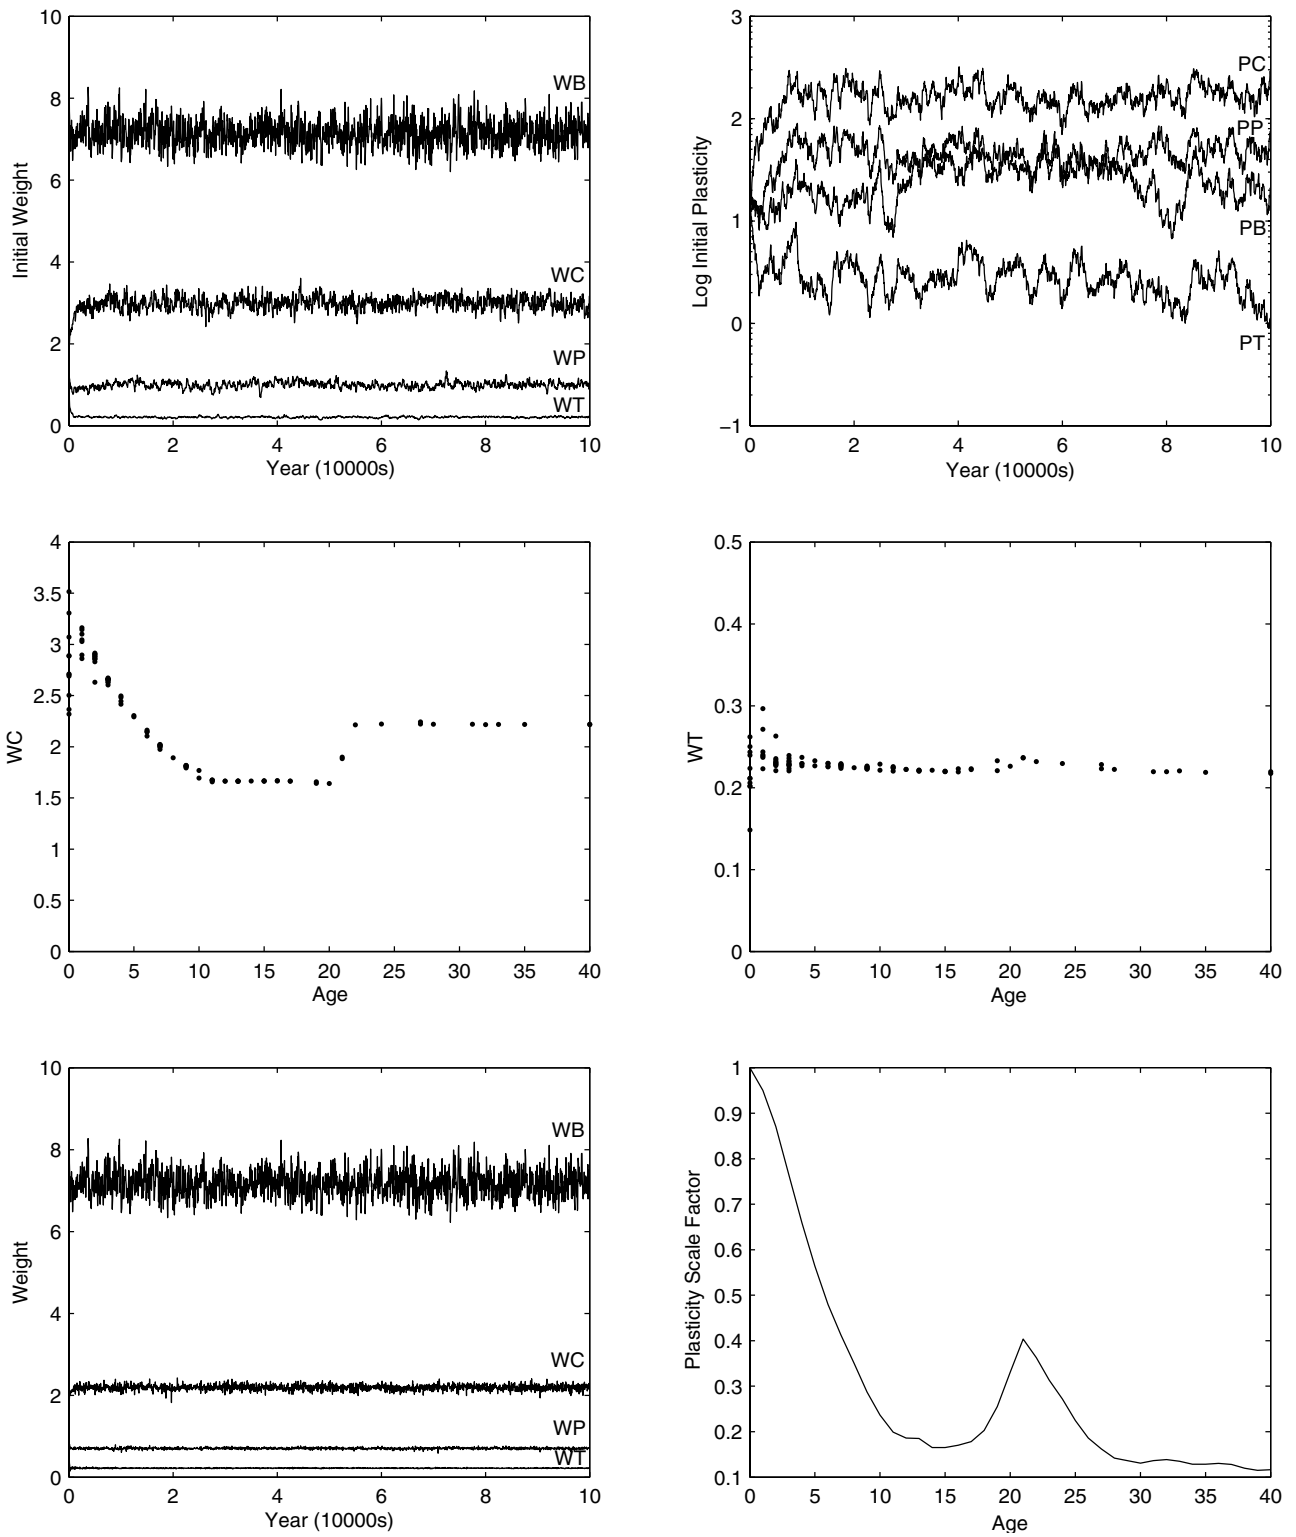 10
8
6
4
2
0
WB
WC
WP
WT
0 2 4 6 8 10
Initial Weight
Year (10000s)
3
2
1
0
−1
PC
PP
PB
PT
0 2 4 6 8 10
Log Initial Plasticity
Year (10000s)
4
3.5
3
2.5
2
1.5
1
0.5
0
0 5 10 15 20 25 30 35 40
WC
Age
0.5
0.4
0.3
0.2
0.1
0
0 5 10 15 20 25 30 35 40
WT
Age
10
8
6
4
2
0
WB
WC
WP
WT
0 2 4 6 8 10
Weight
Year (10000s)
1
0.9
0.8
0.7
0.6
0.5
0.4
0.3
0.2
0.1
0 5 10 15 20 25 30 35 40
Plasticity Scale Factor
Age